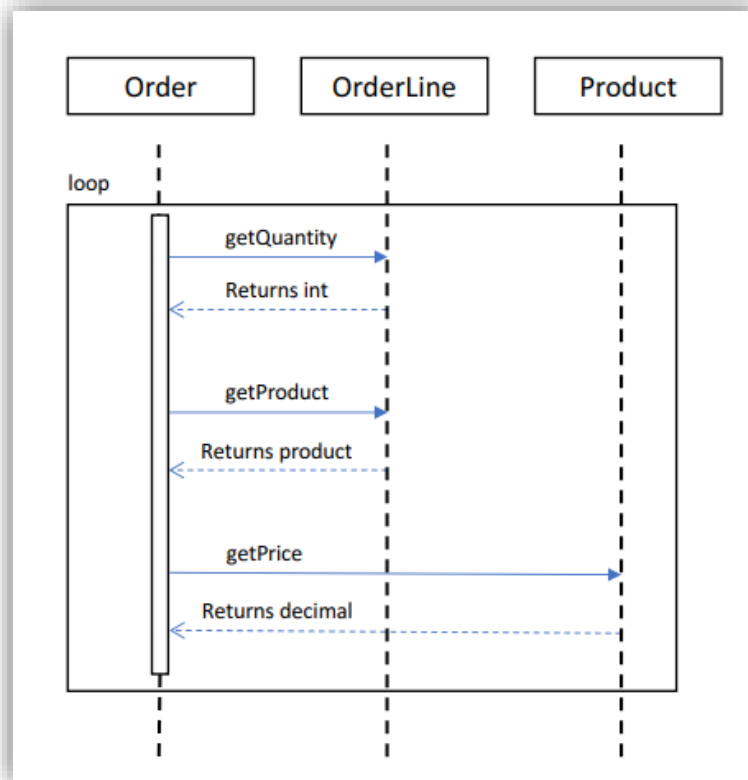 Order
OrderLine
Product
loop
getQuantity
Returns int
getProduct
Returns product
getPrice
Returns decimal